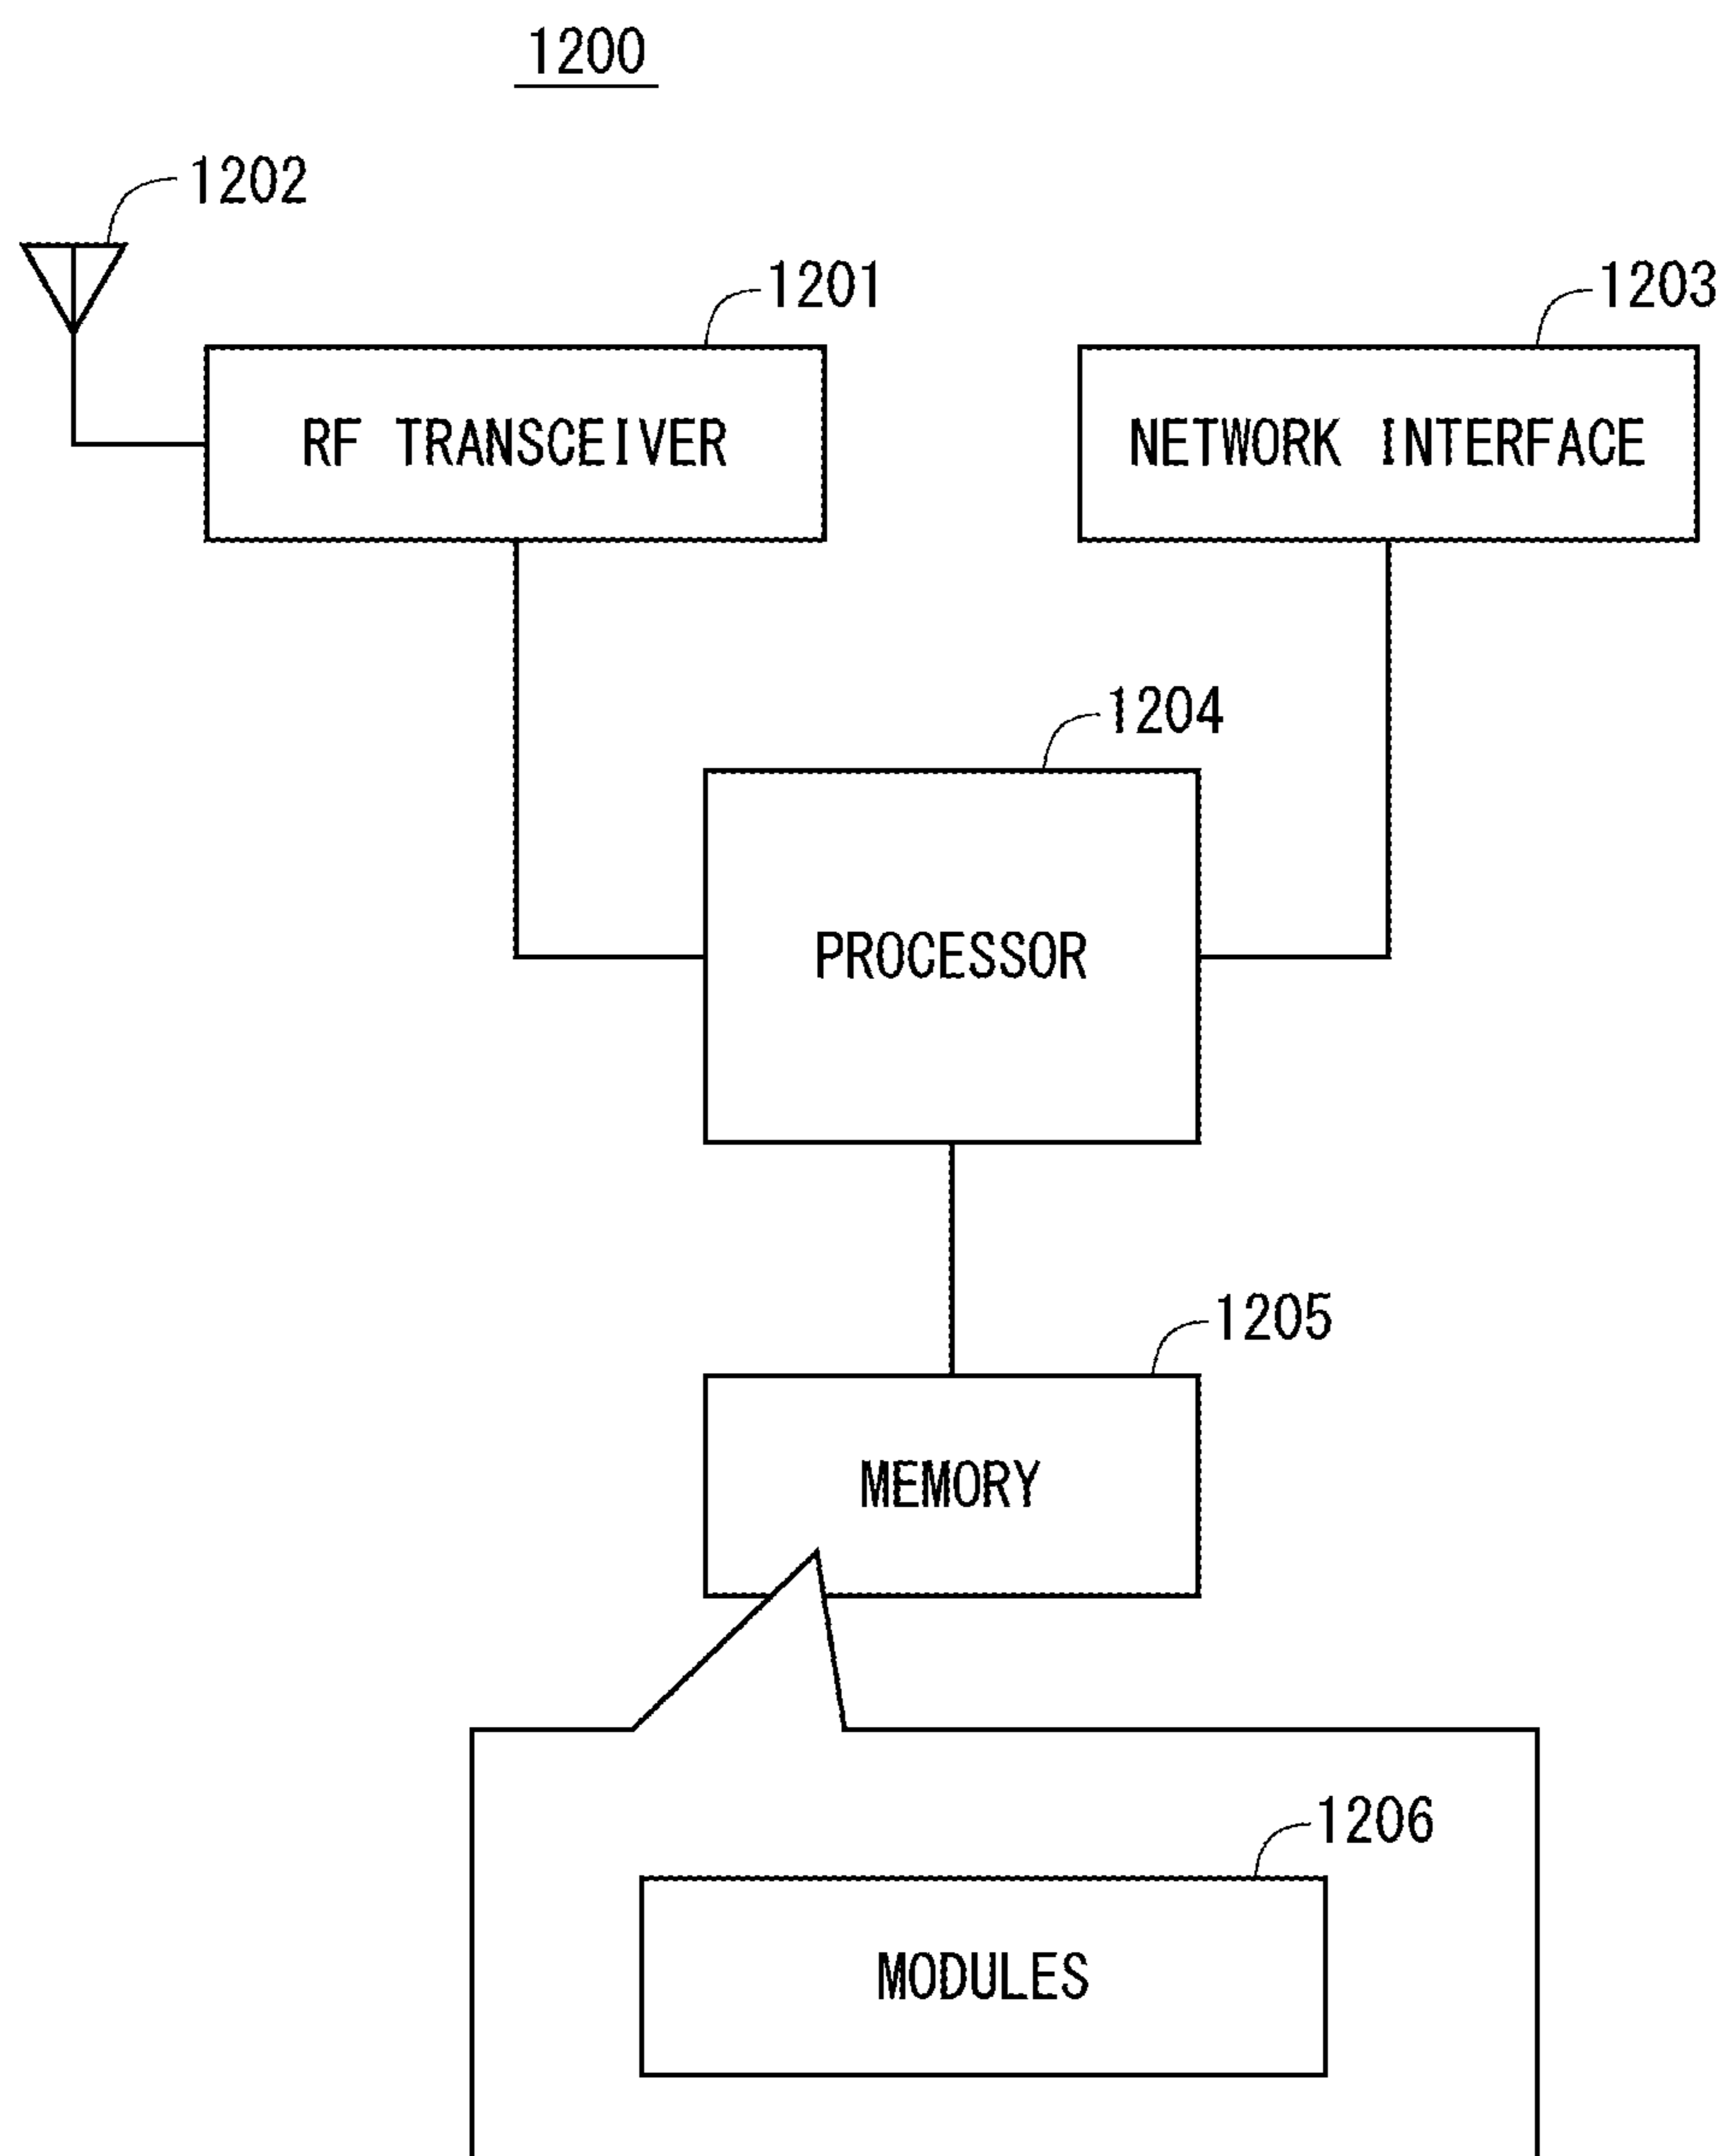 1200
1202
1201
1203
RF TRANSCEIVER
NETWORK INTERFACE
1204
PROCESSOR
1205
MEMORY
1206
MODULES